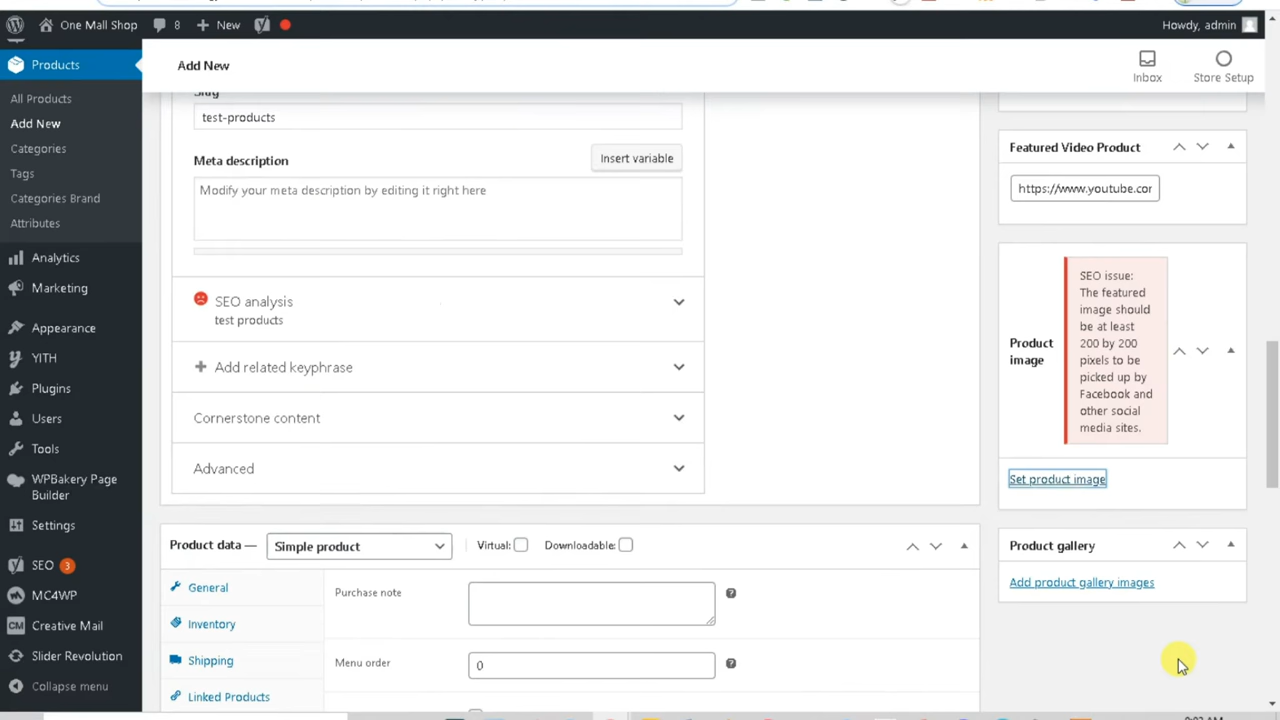 One Mall Shop
8
New
Howdy, admin
Products
Add New
Inbox
Store Setup
All Products
Add New
Categories
Tags
Categories Brand
Attributes
Analytics
Marketing
Appearance
YITH
Plugins
Users
Tools
WPBakery Page
Builder
Settings
SEO 3
MC4WP
CM Creative Mail
Slider Revolution
Collapse menu
Slug
test-products
Meta description
Insert variable
Modify your meta description by editing it right here
SEO analysis
test products
Add related keyphrase
Cornerstone content
Advanced
Product data —
Simple product
Virtual:
Downloadable:
General
Inventory
Shipping
Linked Products
Purchase note
Menu order
0
Featured Video Product
https://www.youtube.cor
Product
image
SEO issue:
The featured
image should
be at least
200 by 200
pixels to be
picked up by
Facebook and
other social
media sites.
Set product image
Product gallery
Add product gallery images